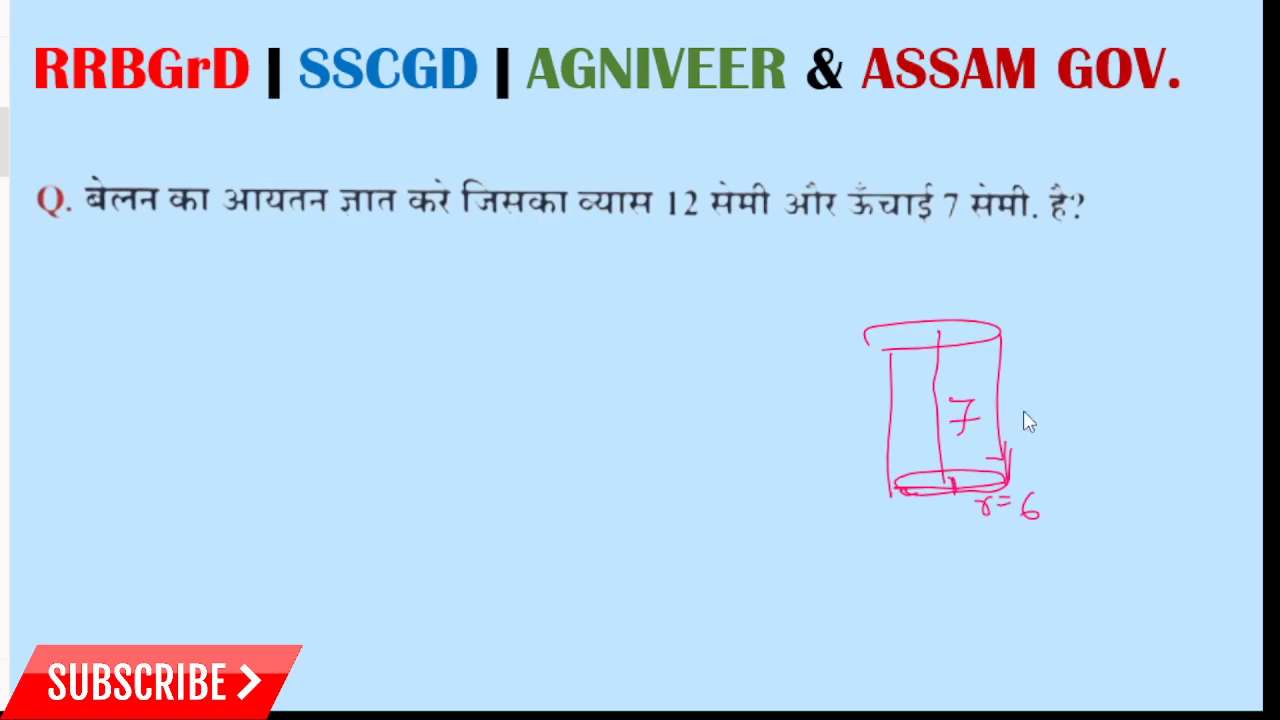 RRBGrD | SSCGD | AGNIVEER & ASSAM GOV.
Q. बेलन का आयतन ज्ञात करे जिसका व्यास 12 सेमी और ऊँचाई 7 सेमी. है?
7
r = 6
SUBSCRIBE